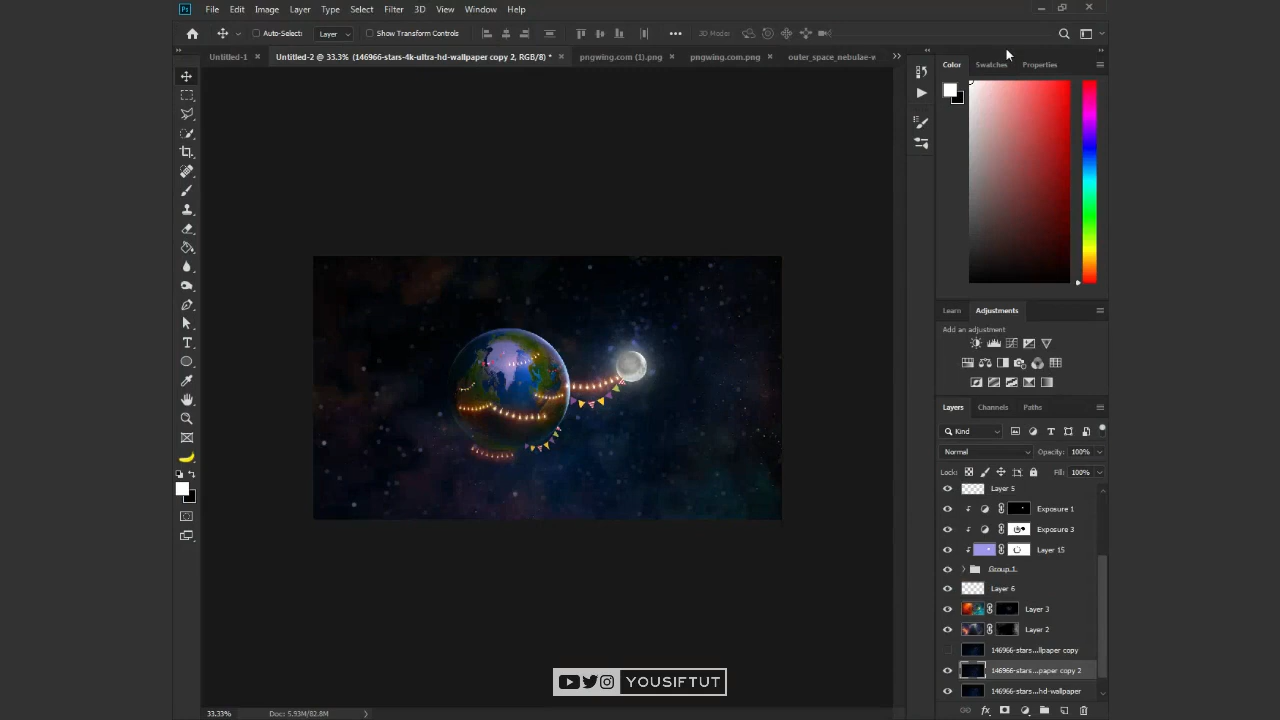 Ps File Edit Image Layer Type Select Filter 3D View Window Help
Auto-Select: Layer Show Transform Controls 3D Mode:
Untitled-1 × Untitled-2 @ 33.3% (146966-stars-4k-ultra-hd-wallpaper copy 2, RGB/8) * × pngwing.com (1).png × pngwing.com.png × outer_space_nebulae-w
Color Swatches Properties
Learn Adjustments
Add an adjustment
Layers Channels Paths
Kind
Normal Opacity: 100%
Lock: Fill: 100%
Layer 5
Exposure 1
Exposure 3
Layer 15
Group 1
Layer 6
Layer 3
Layer 2
146966-stars...llpaper copy
146966-stars...paper copy 2
146966-stars...hd-wallpaper
YOUSIFTUT
33.33% Doc: 5.93M/82.8M